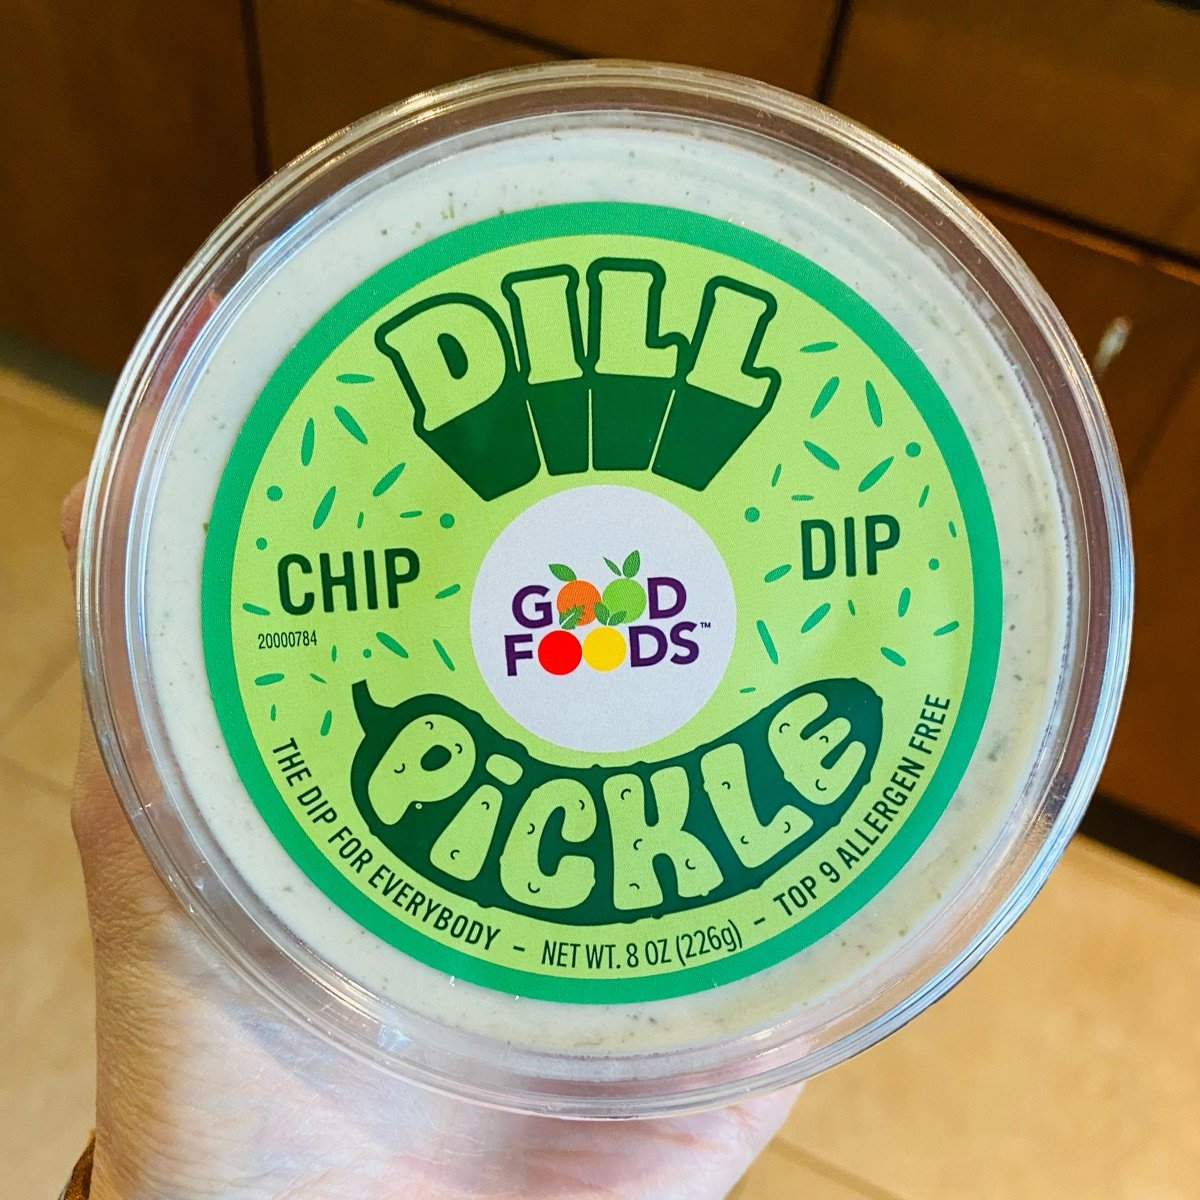 DILL
CHIP
DIP
20000784
GOOD
FOODS™
PiCKLE
THE DIP FOR EVERYBODY – NET WT. 8 OZ (226g) – TOP 9 ALLERGEN FREE